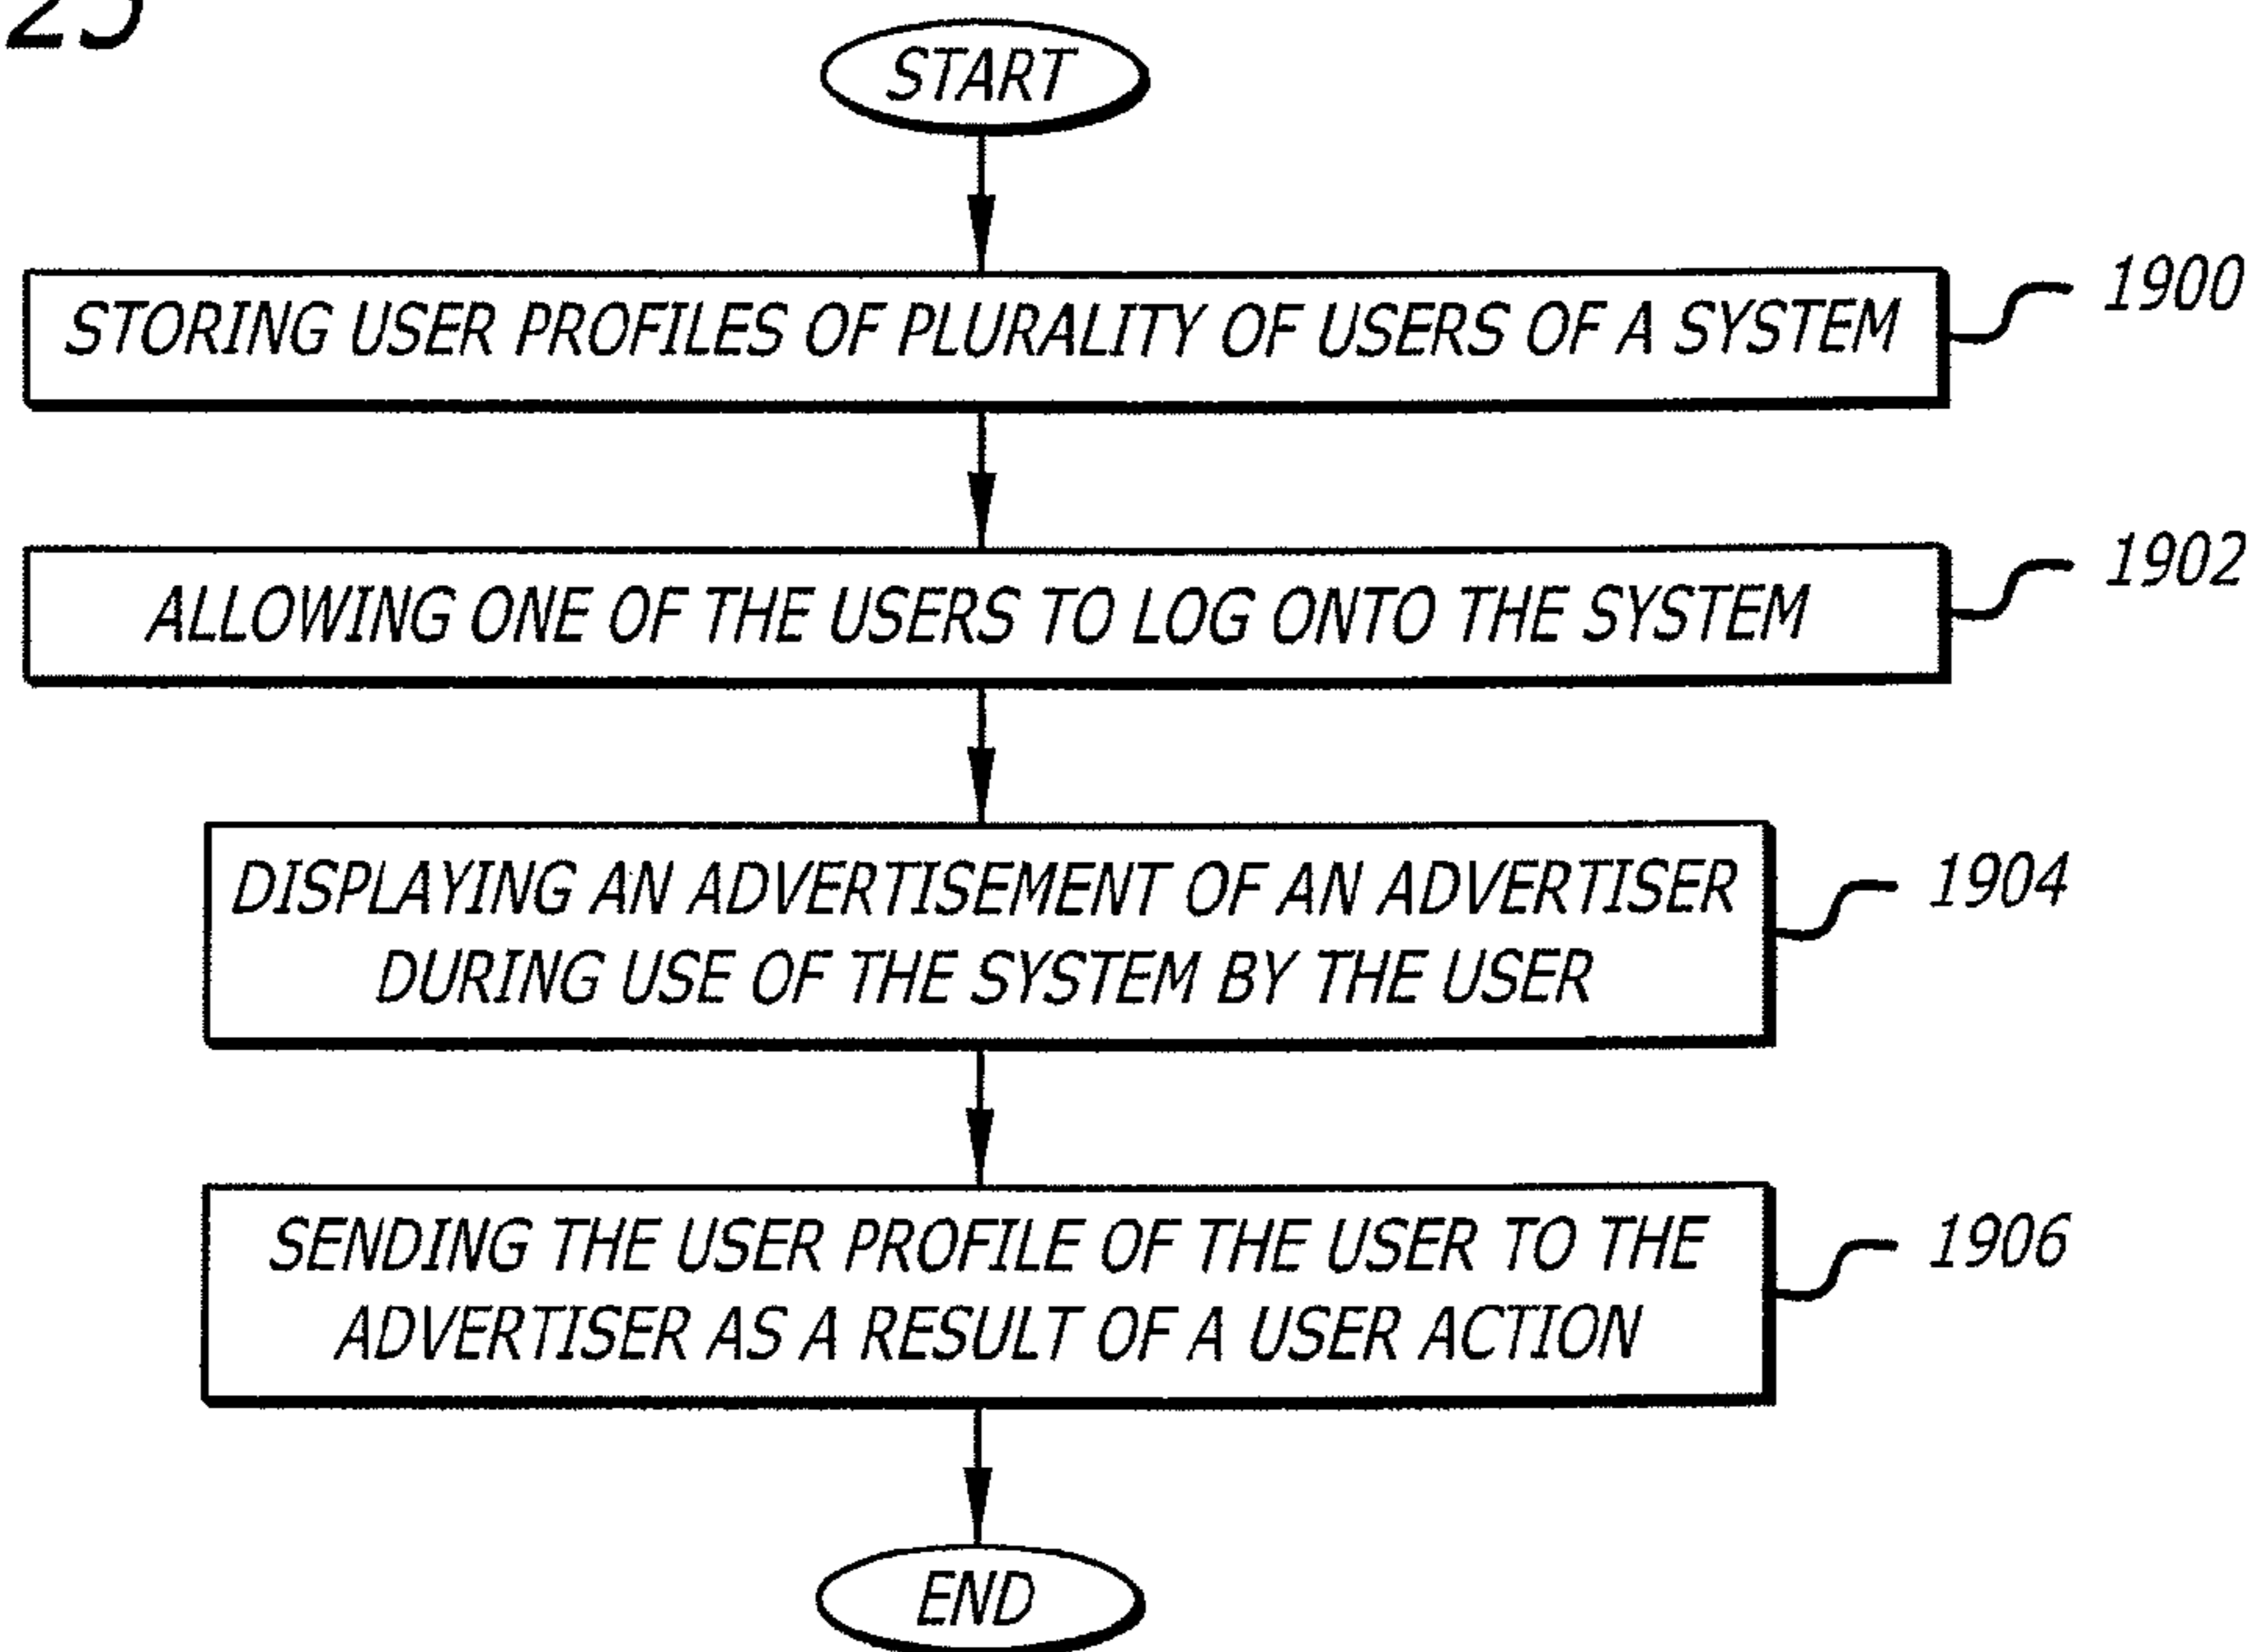 25
START
STORING USER PROFILES OF PLURALITY OF USERS OF A SYSTEM
1900
ALLOWING ONE OF THE USERS TO LOG ONTO THE SYSTEM
1902
DISPLAYING AN ADVERTISEMENT OF AN ADVERTISER
DURING USE OF THE SYSTEM BY THE USER
1904
SENDING THE USER PROFILE OF THE USER TO THE
ADVERTISER AS A RESULT OF A USER ACTION
1906
END